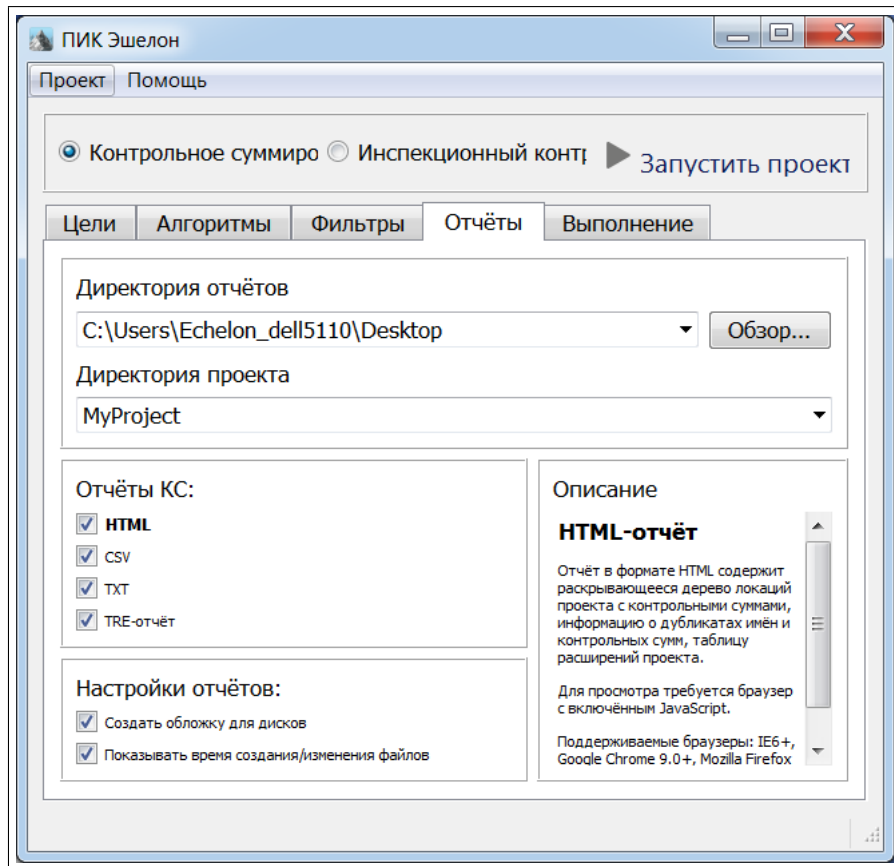 ПИК Эшелон
Проект Помощь
Контрольное суммиро Инспекционный конт Запустить проект
Цели Алгоритмы Фильтры Отчёты Выполнение
Директория отчётов
C:\Users\Echelon_dell5110\Desktop Обзор...
Директория проекта
MyProject
Отчёты КС:
HTML
CSV
TXT
TRE-отчёт
Настройки отчётов:
Создать обложку для дисков
Показывать время создания/изменения файлов
Описание
HTML-отчёт
Отчёт в формате HTML содержит
раскрывающееся дерево локаций
проекта с контрольными суммами,
информацию о дубликатах имён и
контрольных сумм, таблицу
расширений проекта.
Для просмотра требуется браузер
с включённым JavaScript.
Поддерживаемые браузеры: IE6+,
Google Chrome 9.0+, Mozilla Firefox